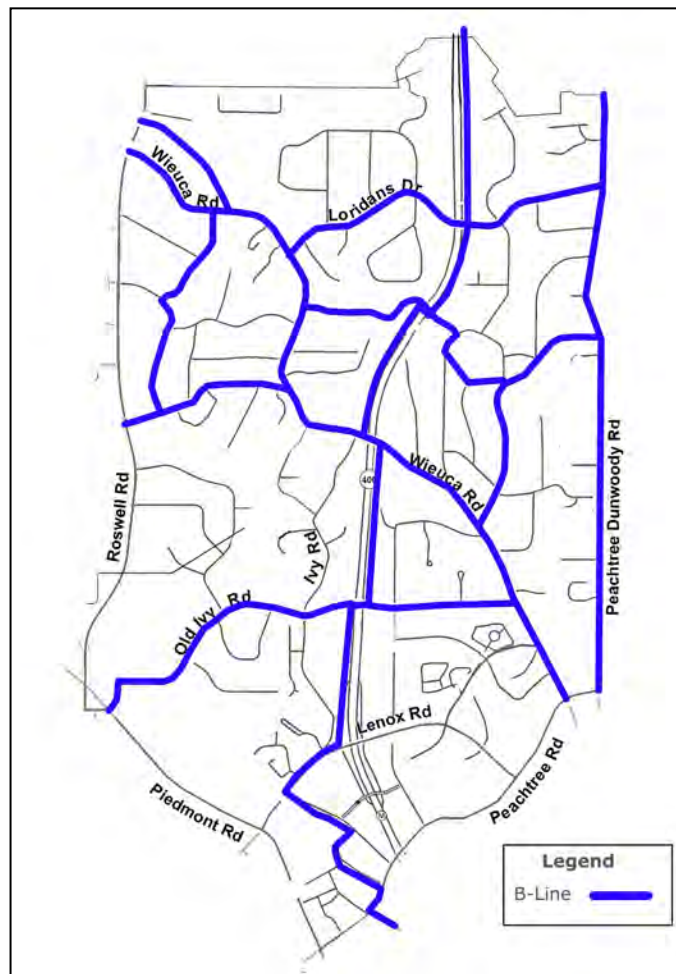 Wieuca Rd
Loridans Dr
400
Wieuca Rd
Roswell Rd
Ivy Rd
Peachtree Dunwoody Rd
Old Ivy Rd
Lenox Rd
Piedmont Rd
Peachtree Rd
Legend
B-Line